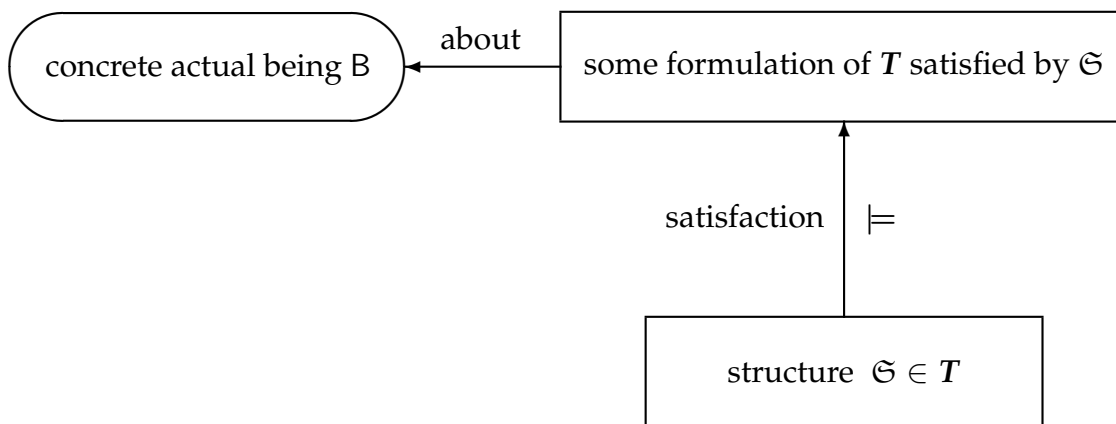 about
concrete actual being B
some formulation of T satisfied by 𝔖
satisfaction ⊨
structure 𝔖 ∈ T